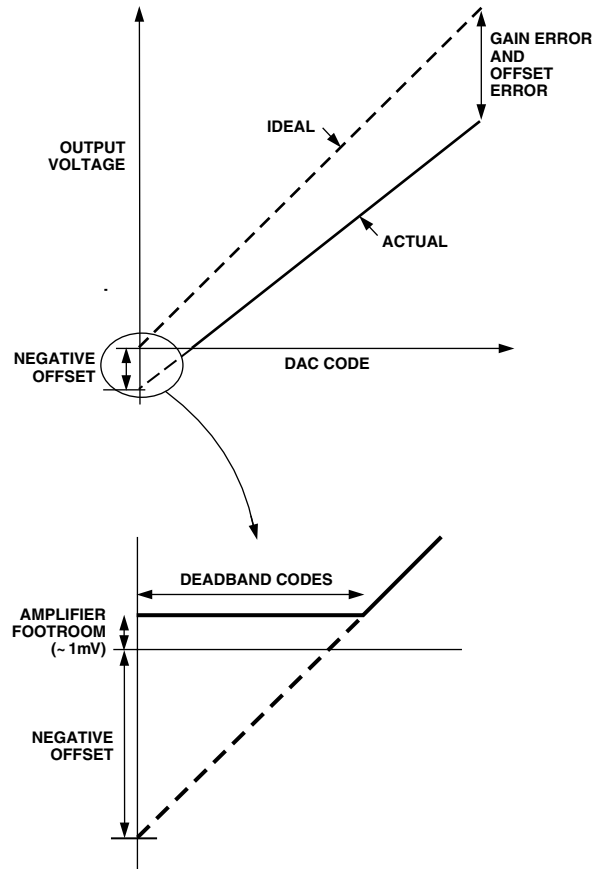 GAIN ERROR
AND
OFFSET
ERROR
IDEAL
OUTPUT
VOLTAGE
ACTUAL
NEGATIVE
OFFSET
DAC CODE
DEADBAND CODES
AMPLIFIER
FOOTROOM
(~ 1mV)
NEGATIVE
OFFSET